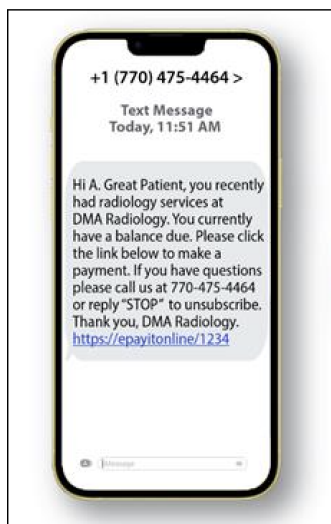 +1 (770) 475-4464 >
Text Message
Today, 11:51 AM
Hi A. Great Patient, you recently
had radiology services at
DMA Radiology. You currently
have a balance due. Please click
the link below to make a
payment. If you have questions
please call us at 770-475-4464
or reply "STOP" to unsubscribe.
Thank you, DMA Radiology.
https://epayitonline/1234
Message